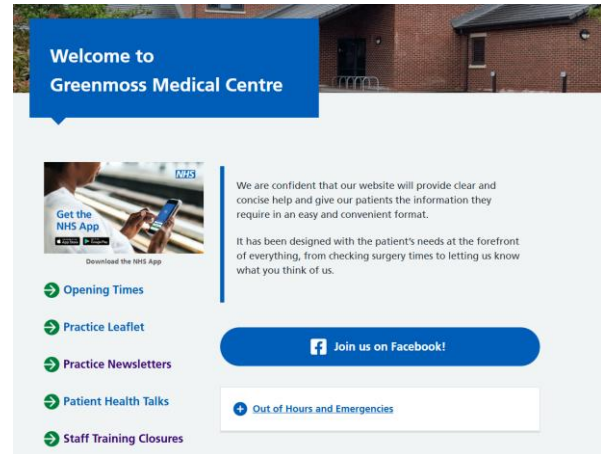 Welcome to
Greenmoss Medical Centre
NHS
Get the
NHS App
Download the NHS App
Opening Times
Practice Leaflet
Practice Newsletters
Patient Health Talks
Staff Training Closures
We are confident that our website will provide clear and
concise help and give our patients the information they
require in an easy and convenient format.
It has been designed with the patient's needs at the forefront
of everything, from checking surgery times to letting us know
what you think of us.
Join us on Facebook!
Out of Hours and Emergencies